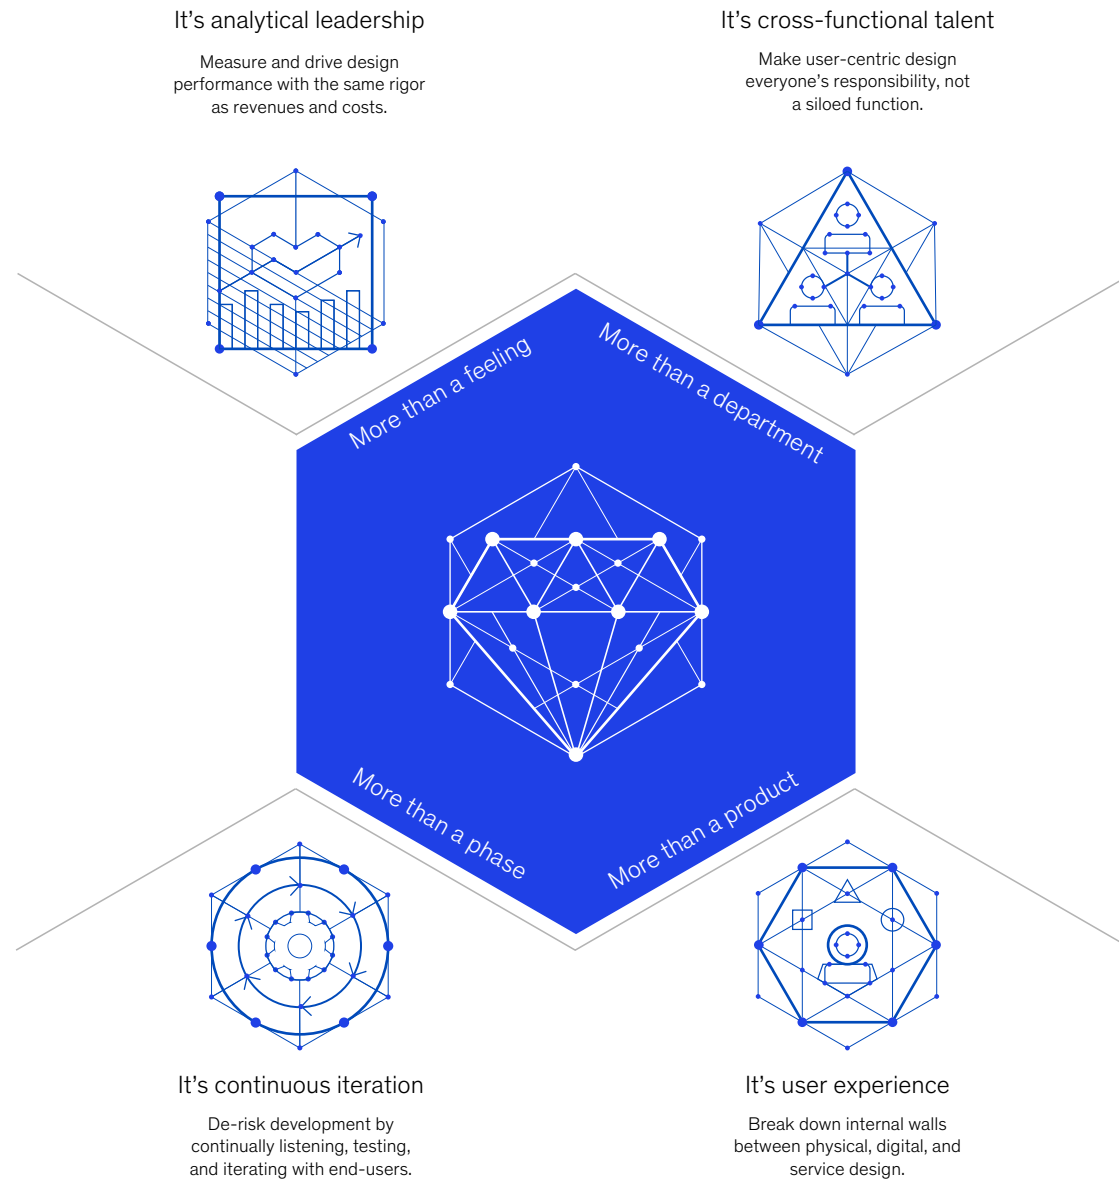 It’s analytical leadership
Measure and drive design
performance with the same rigor
as revenues and costs.
It’s cross-functional talent
Make user-centric design
everyone’s responsibility, not
a siloed function.
More than a feeling
More than a department
More than a phase
More than a product
It’s continuous iteration
De-risk development by
continually listening, testing,
and iterating with end-users.
It’s user experience
Break down internal walls
between physical, digital, and
service design.